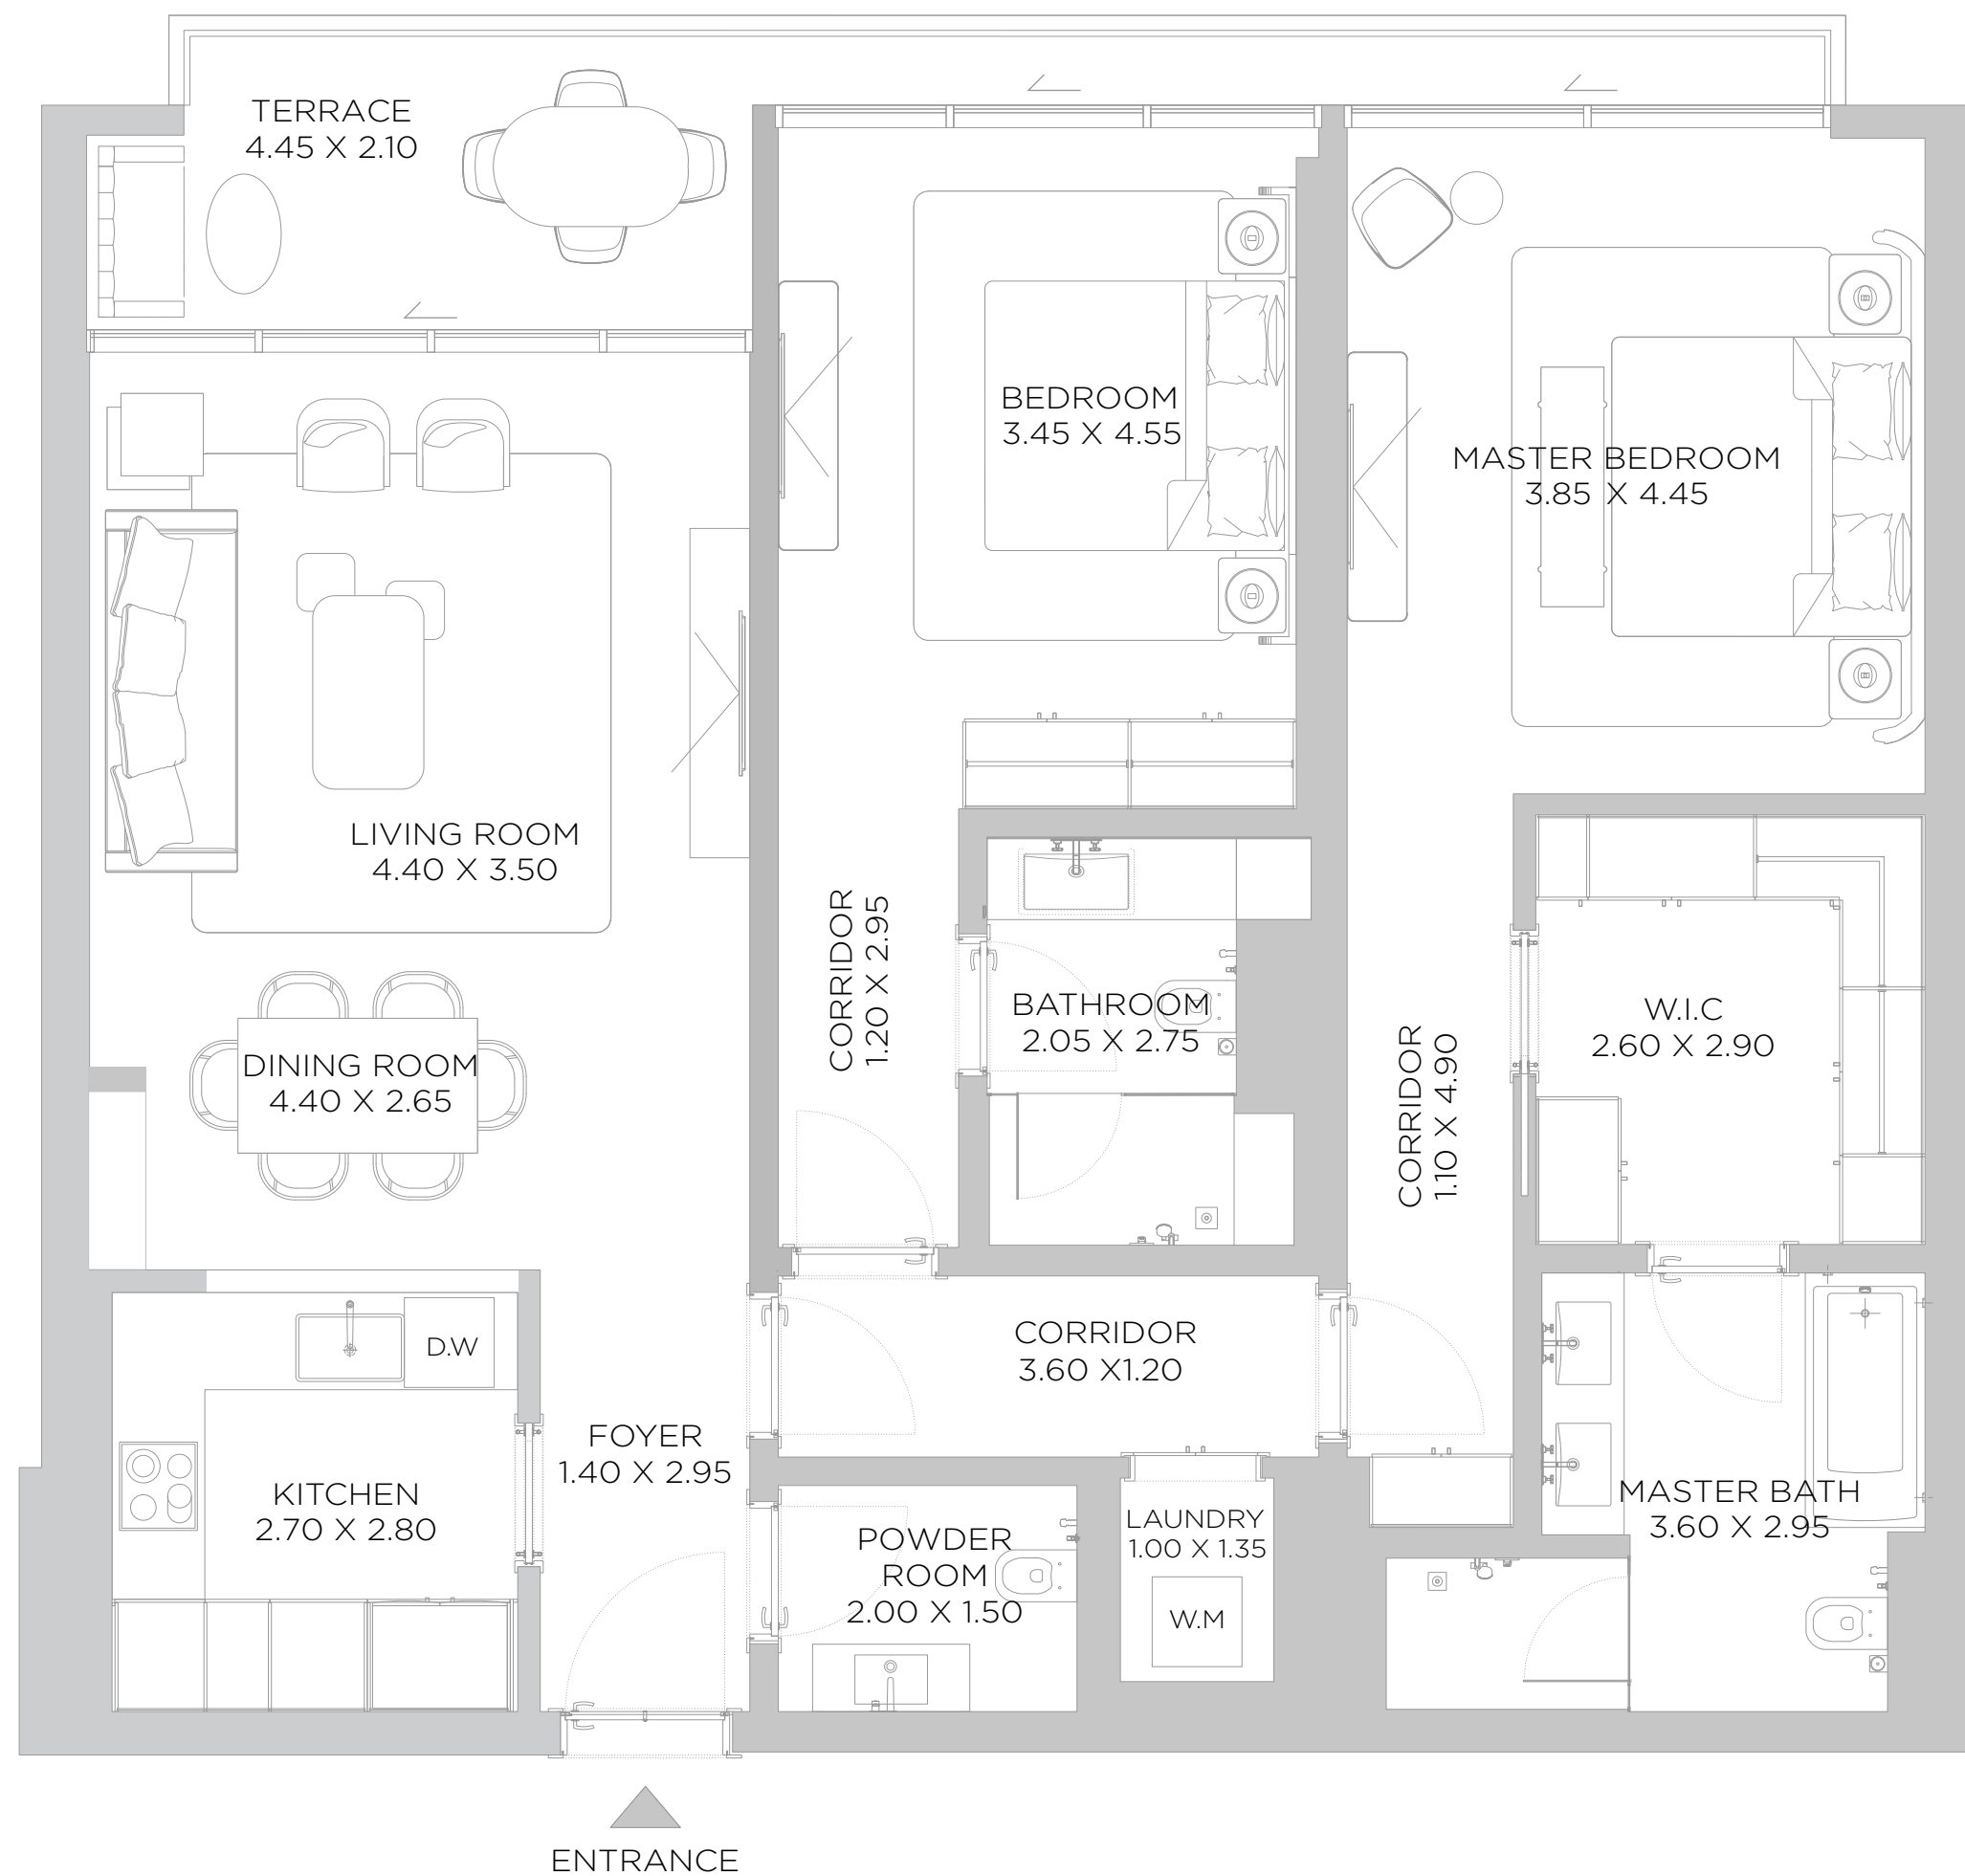 TERRACE
4.45 X 2.10
BEDROOM
3.45 X 4.55
MASTER BEDROOM
3.85 X 4.45
LIVING ROOM
4.40 X 3.50
CORRIDOR
1.20 X 2.95
BATHROOM
2.05 X 2.75
CORRIDOR
1.10 X 4.90
W.I.C
2.60 X 2.90
DINING ROOM
4.40 X 2.65
D.W
CORRIDOR
3.60 X1.20
FOYER
1.40 X 2.95
KITCHEN
2.70 X 2.80
POWDER
ROOM
2.00 X 1.50
LAUNDRY
1.00 X 1.35
W.M
MASTER BATH
3.60 X 2.95
ENTRANCE